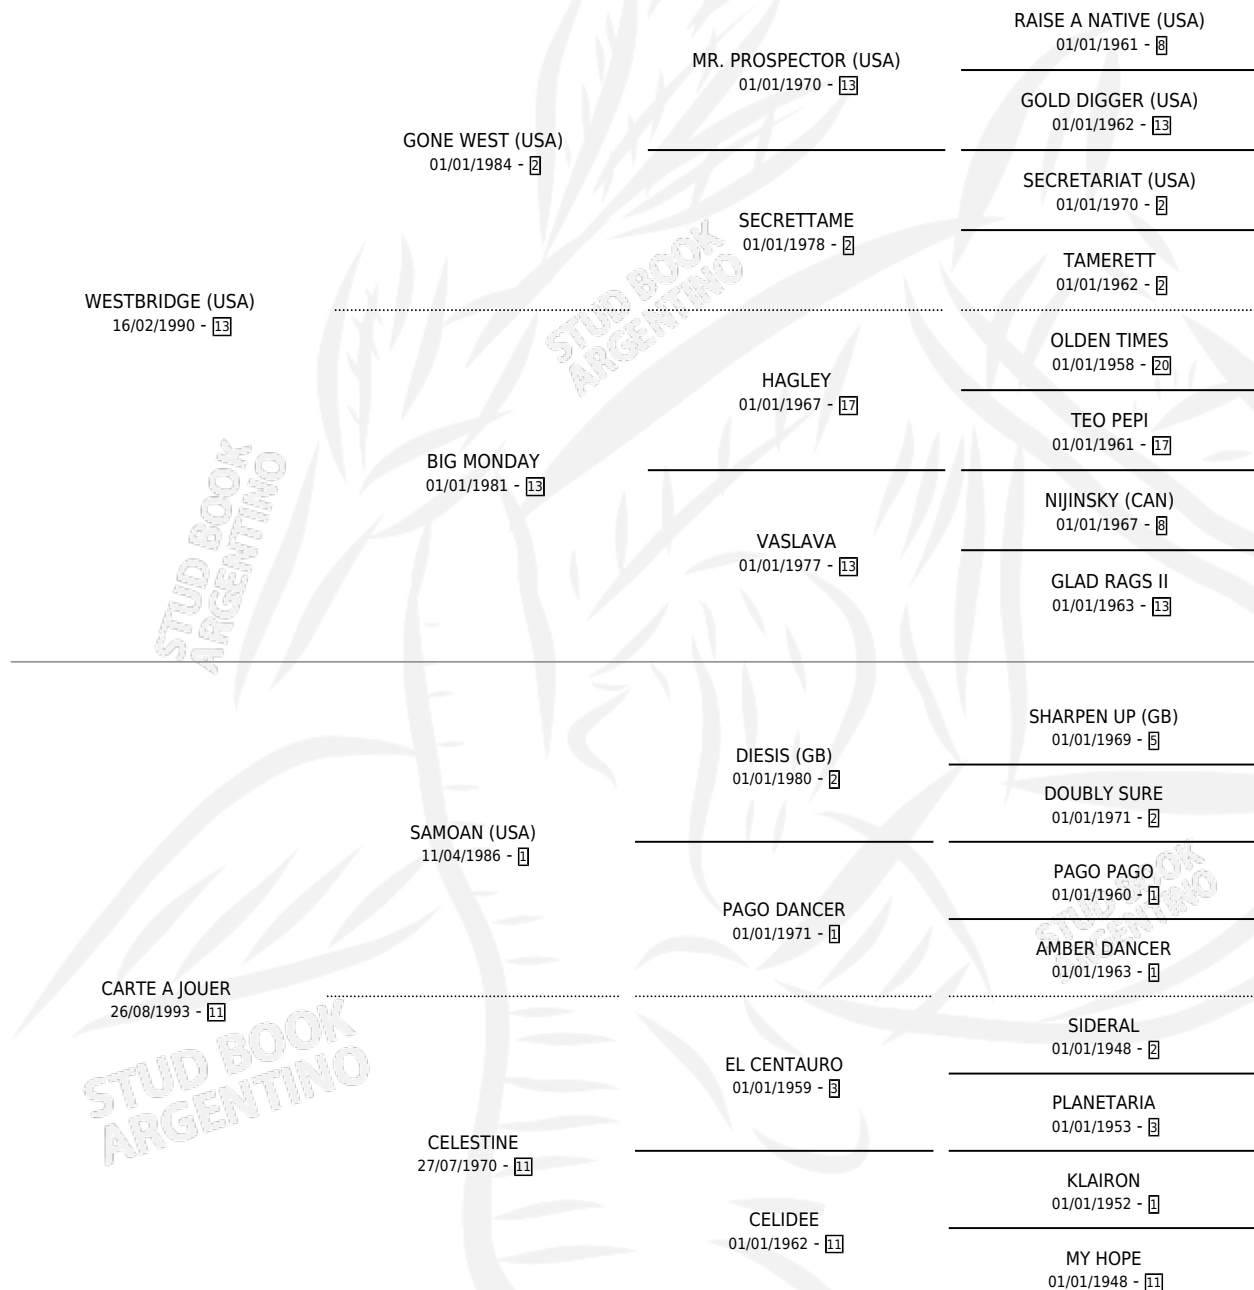 RAISE A NATIVE (USA)
01/01/1961 - 8
MR. PROSPECTOR (USA)
01/01/1970 - 13
GOLD DIGGER (USA)
01/01/1962 - 13
GONE WEST (USA)
01/01/1984 - 2
SECRETARIAT (USA)
01/01/1970 - 2
SECRETTAME
01/01/1978 - 2
TAMERETT
01/01/1962 - 2
WESTBRIDGE (USA)
16/02/1990 - 13
OLDEN TIMES
01/01/1958 - 20
HAGLEY
01/01/1967 - 17
TEO PEPI
01/01/1961 - 17
BIG MONDAY
01/01/1981 - 13
NIJINSKY (CAN)
01/01/1967 - 8
VASLAVA
01/01/1977 - 13
GLAD RAGS II
01/01/1963 - 13
SHARPEN UP (GB)
01/01/1969 - 5
DIESIS (GB)
01/01/1980 - 2
DOUBLY SURE
01/01/1971 - 2
SAMOAN (USA)
11/04/1986 - 1
PAGO PAGO
01/01/1960 - 1
PAGO DANCER
01/01/1971 - 1
AMBER DANCER
01/01/1963 - 1
CARTE A JOUER
26/08/1993 - 11
SIDERAL
01/01/1948 - 2
EL CENTAURO
01/01/1959 - 3
PLANETARIA
01/01/1953 - 3
CELESTINE
27/07/1970 - 11
KLAIRON
01/01/1952 - 1
CELIDEE
01/01/1962 - 11
MY HOPE
01/01/1948 - 11
STUD BOOK
ARGENTINO
STUD BOOK
ARGENTINO
STUD BOOK
ARGENTINO
STUD BOOK
ARGENTINO